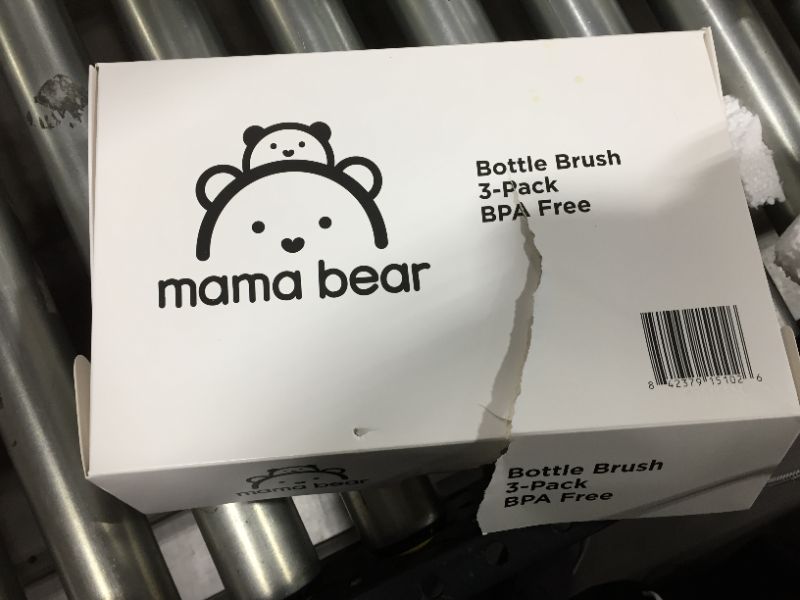 mama bear
Bottle Brush
3-Pack
BPA Free
8 42379 15102 6
mama bear
Bottle Brush
3-Pack
BPA Free